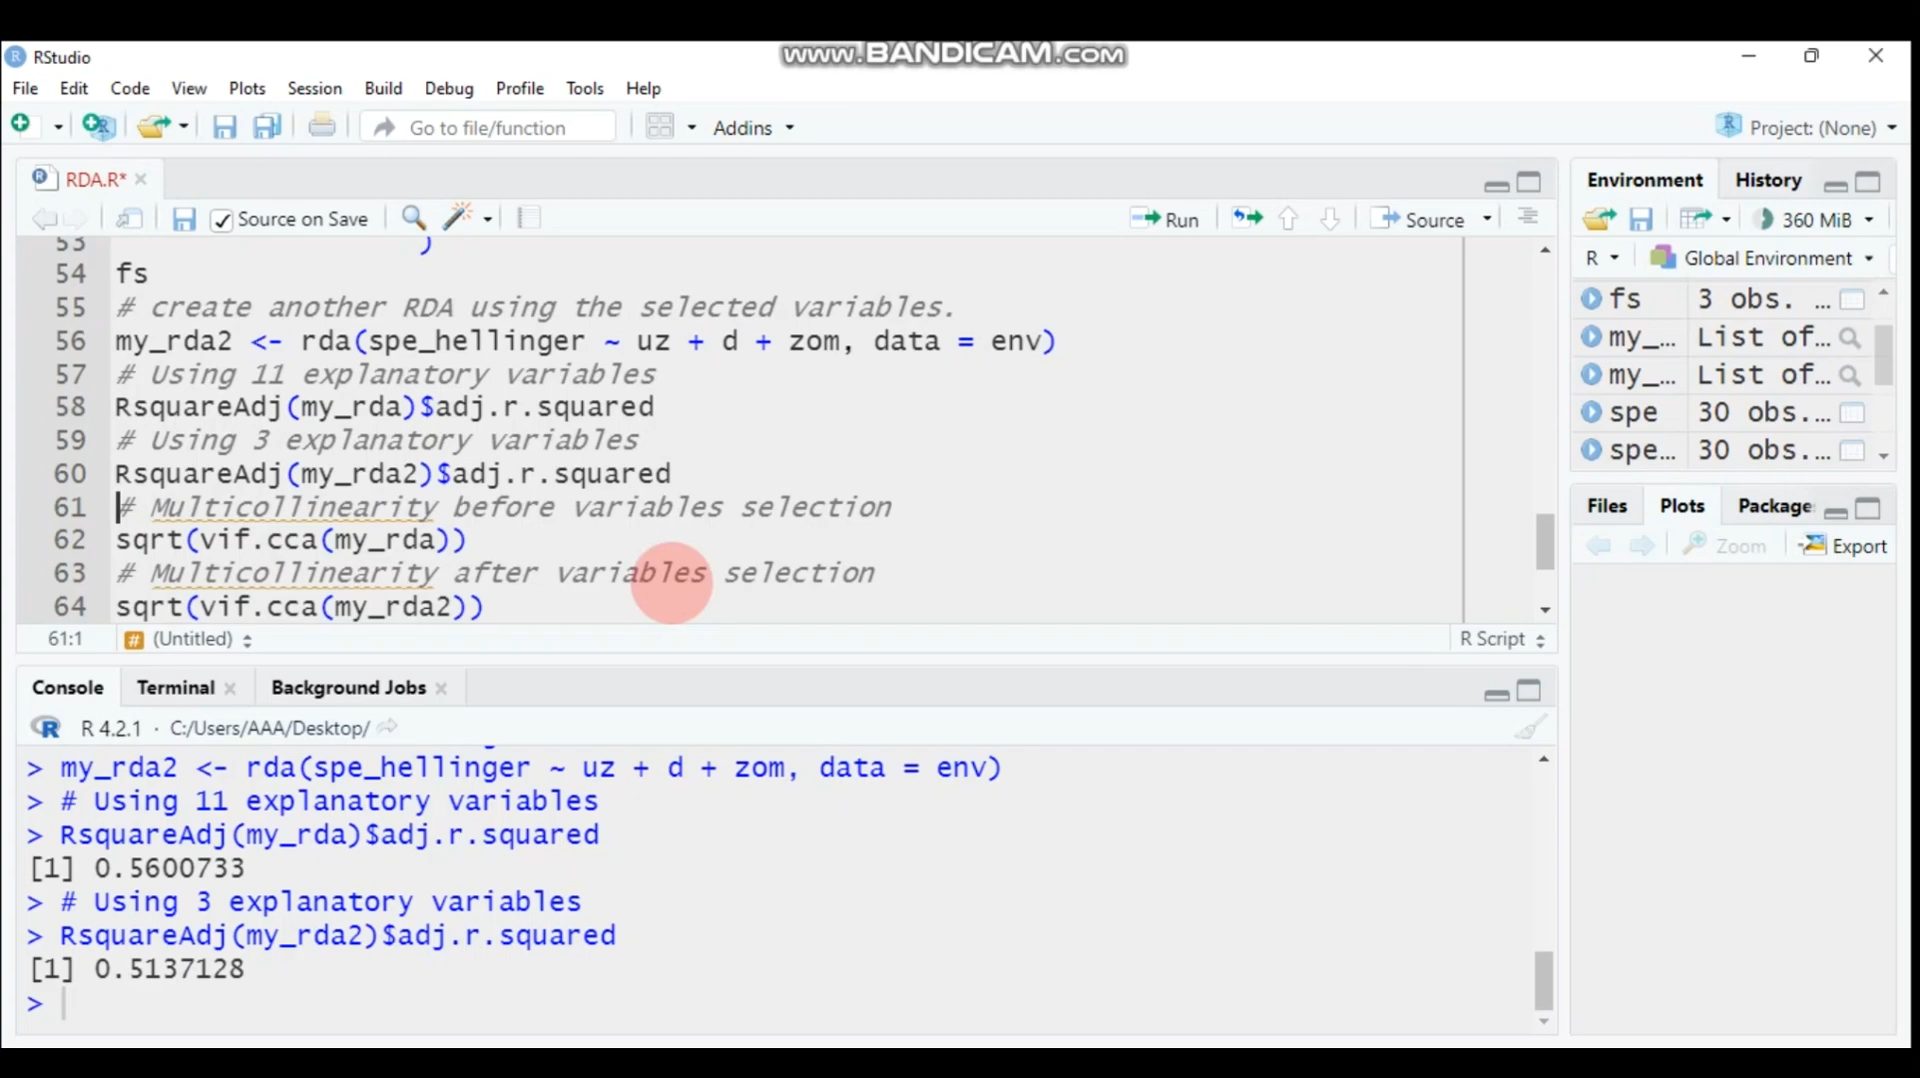 www.BANDICAM.com
RStudio
File Edit Code View Plots Session Build Debug Profile Tools Help
Go to file/function Addins Project: (None)
RDA.R*
Source on Save Run Source
53 )
54 fs
55 # create another RDA using the selected variables.
56 my_rda2 <- rda(spe_hellinger ~ uz + d + zom, data = env)
57 # Using 11 explanatory variables
58 RsquareAdj(my_rda)$adj.r.squared
59 # Using 3 explanatory variables
60 RsquareAdj(my_rda2)$adj.r.squared
61 # Multicollinearity before variables selection
62 sqrt(vif.cca(my_rda))
63 # Multicollinearity after variables selection
64 sqrt(vif.cca(my_rda2))
61:1 # (Untitled) R Script
Console Terminal Background Jobs
R 4.2.1 · C:/Users/AAA/Desktop/
> my_rda2 <- rda(spe_hellinger ~ uz + d + zom, data = env)
> # Using 11 explanatory variables
> RsquareAdj(my_rda)$adj.r.squared
[1] 0.5600733
> # Using 3 explanatory variables
> RsquareAdj(my_rda2)$adj.r.squared
[1] 0.5137128
>
Environment History
360 MiB
R Global Environment
fs 3 obs. ...
my_... List of...
my_... List of...
spe 30 obs....
spe... 30 obs....
Files Plots Package
Zoom Export